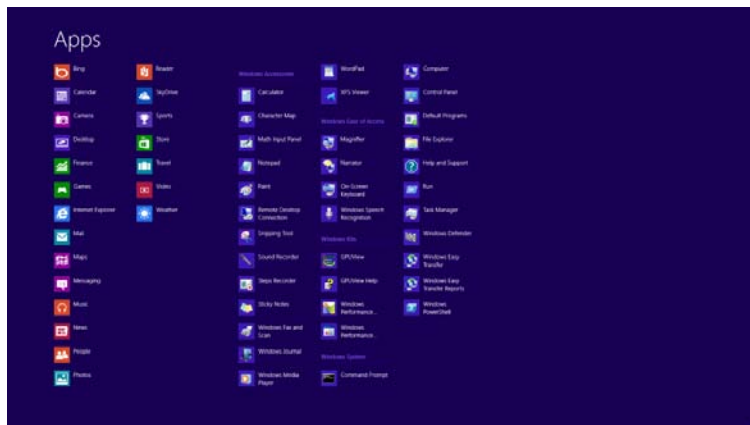 Apps
Bing
Calendar
Camera
Desktop
Finance
Games
Internet Explorer
Mail
Maps
Messaging
Music
News
People
Photos
Reader
SkyDrive
Sports
Store
Travel
Video
Weather
Windows Accessories
Calculator
Character Map
Math Input Panel
Notepad
Paint
Remote Desktop
Connection
Snipping Tool
Sound Recorder
Steps Recorder
Sticky Notes
Windows Fax and
Scan
Windows Journal
Windows Media
Player
WordPad
XPS Viewer
Windows Ease of Access
Magnifier
Narrator
On-Screen
Keyboard
Windows Speech
Recognition
Windows Kits
GPUView
GPUView Help
Windows
Performance...
Windows
Performance...
Windows System
Command Prompt
Computer
Control Panel
Default Programs
File Explorer
Help and Support
Run
Task Manager
Windows Defender
Windows Easy
Transfer
Windows Easy
Transfer Reports
Windows
PowerShell